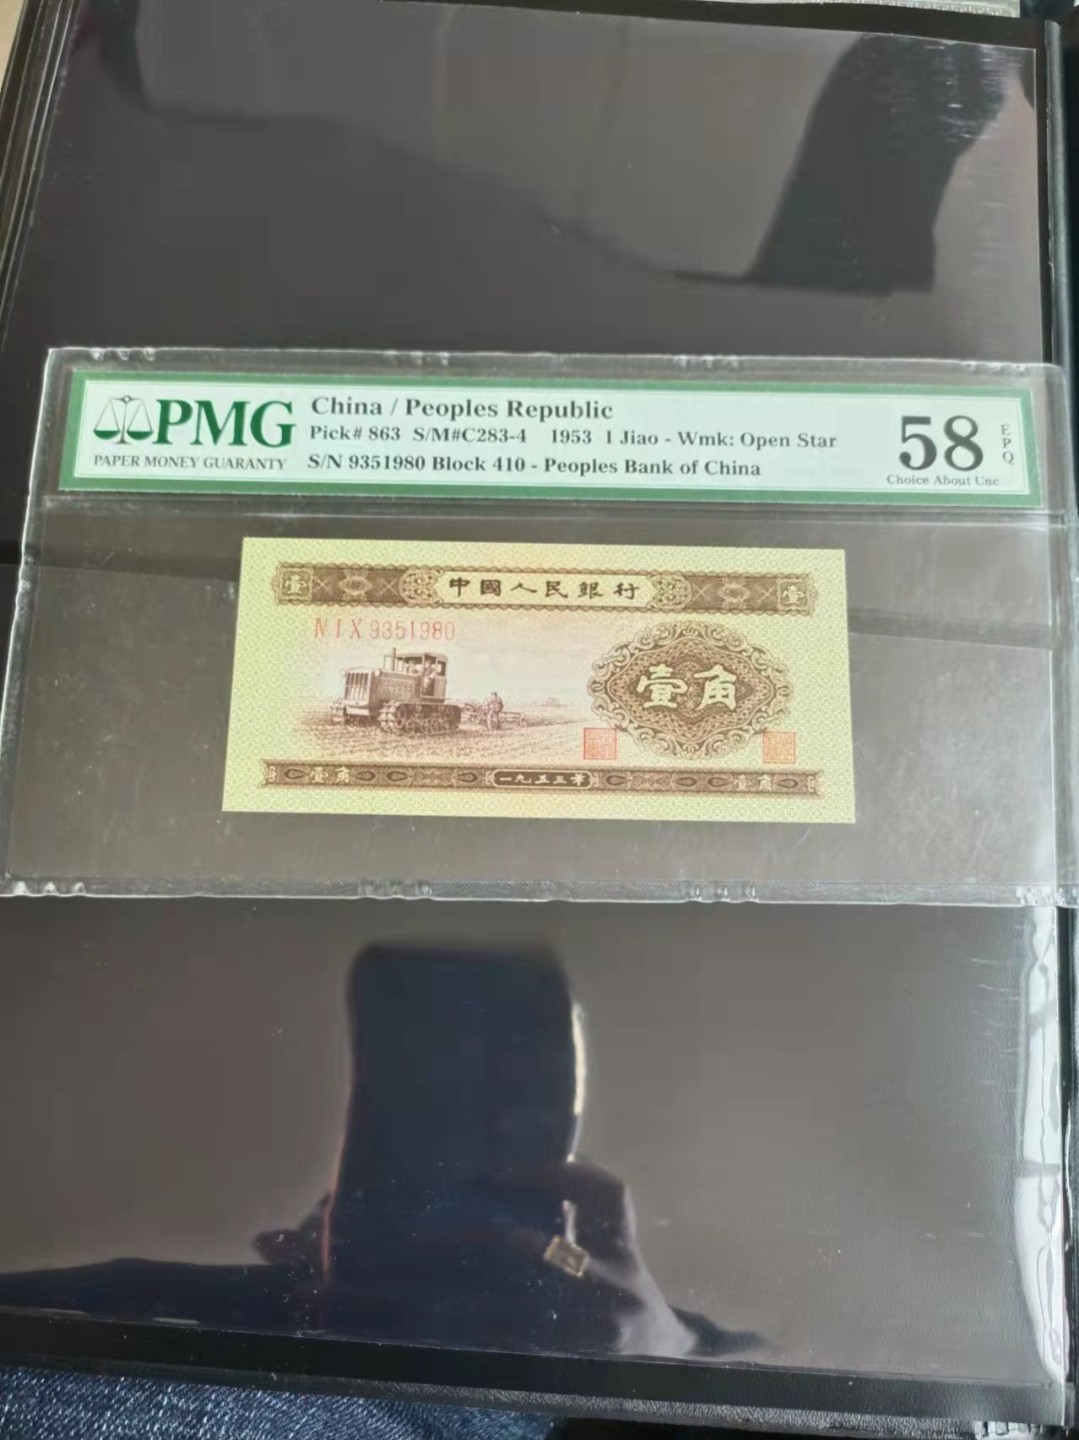 PMG
PAPER MONEY GUARANTY
China / Peoples Republic
Pick# 863 S/M#C283-4 1953 1 Jiao - Wmk: Open Star
S/N 9351980 Block 410 - Peoples Bank of China
58
EPQ
Choice About Unc
壹 中國人民銀行 壹
ⅣⅠⅩ 9351980
壹角
壹角 一九五三年 壹角